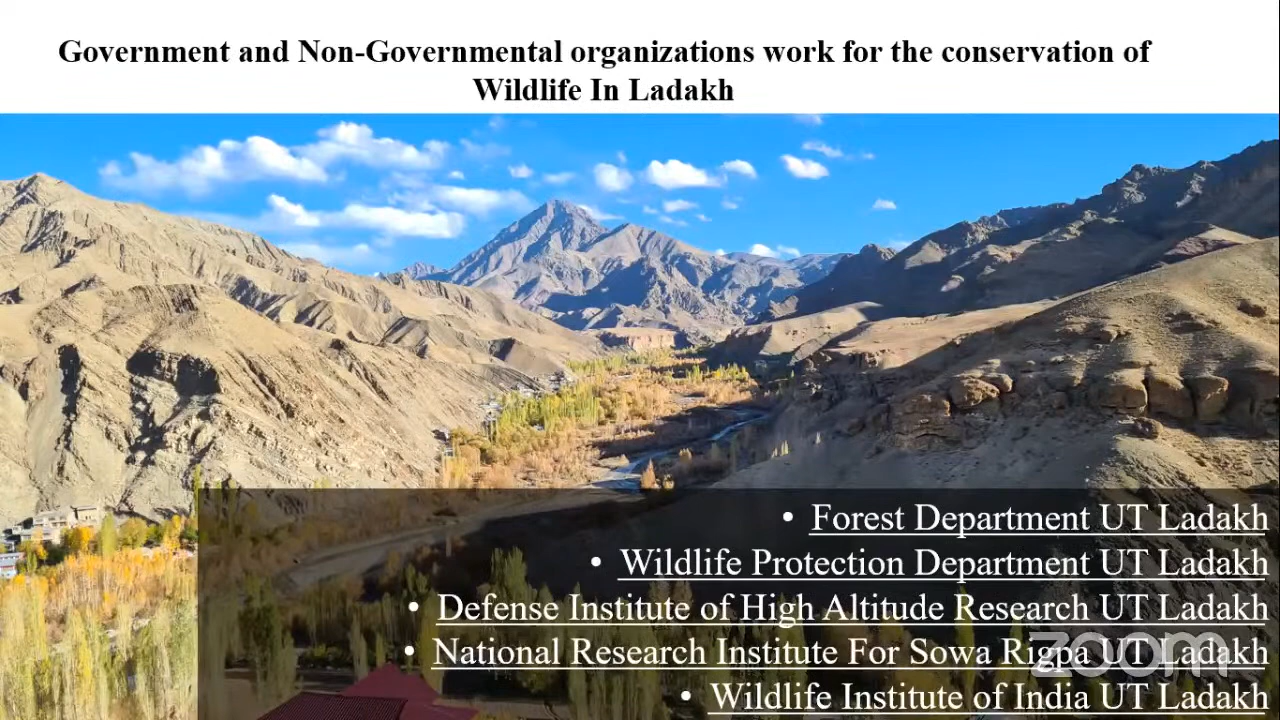 Government and Non-Governmental organizations work for the conservation of
Wildlife In Ladakh
• Forest Department UT Ladakh
• Wildlife Protection Department UT Ladakh
• Defense Institute of High Altitude Research UT Ladakh
• National Research Institute For Sowa Rigpa UT Ladakh
zoom
• Wildlife Institute of India UT Ladakh